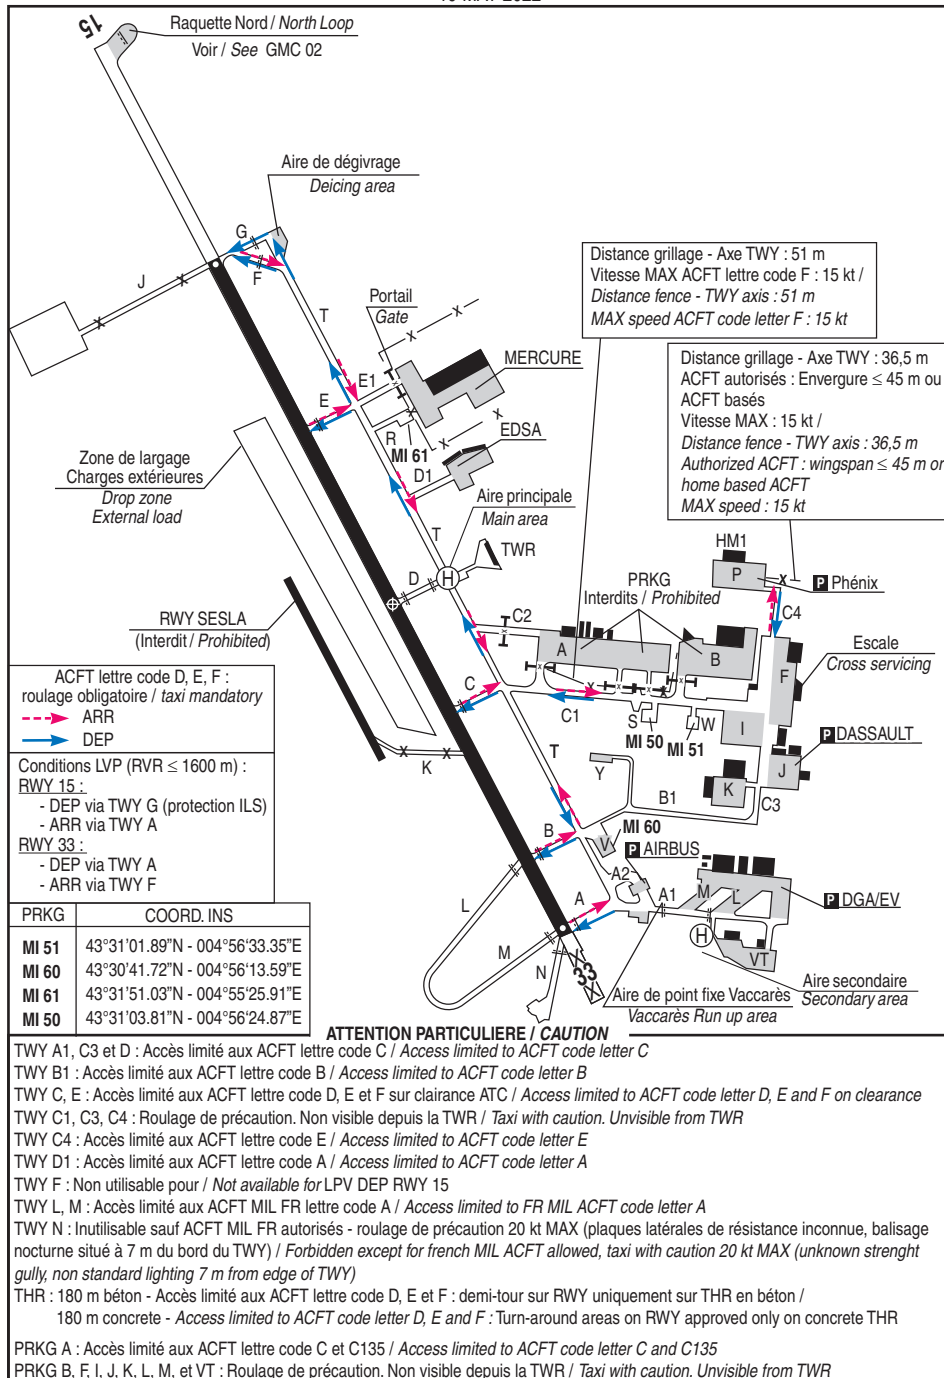 15
Raquette Nord / North Loop
Voir / See GMC 02
Aire de dégivrage
Deicing area
G
F
J
T
Portail
Gate
E1
E
MERCURE
R
MI 61
EDSA
D1
Distance grillage - Axe TWY : 51 m
Vitesse MAX ACFT lettre code F : 15 kt /
Distance fence - TWY axis : 51 m
MAX speed ACFT code letter F : 15 kt
Distance grillage - Axe TWY : 36,5 m
ACFT autorisés : Envergure ≤ 45 m ou
ACFT basés
Vitesse MAX : 15 kt /
Distance fence - TWY axis : 36,5 m
Authorized ACFT : wingspan ≤ 45 m or
home based ACFT
MAX speed : 15 kt
Zone de largage
Charges extérieures
Drop zone
External load
Aire principale
Main area
T
TWR
D
H
HM1
P
P Phénix
PRKG
Interdits / Prohibited
C4
C2
A
B
F
Escale
Cross servicing
RWY SESLA
(Interdit / Prohibited)
C
C1
S
MI 50
W
MI 51
I
P DASSAULT
J
K
C3
ACFT lettre code D, E, F :
roulage obligatoire / taxi mandatory
ARR
DEP
K
T
Y
B1
Conditions LVP (RVR ≤ 1600 m) :
RWY 15 :
- DEP via TWY G (protection ILS)
- ARR via TWY A
RWY 33 :
- DEP via TWY A
- ARR via TWY F
B
V
MI 60
P AIRBUS
A2
A1
M
L
P DGA/EV
L
A
M
N
33
H
VT
Aire de point fixe Vaccarès
Vaccarès Run up area
Aire secondaire
Secondary area
PRKG COORD. INS
MI 51 43°31'01.89"N - 004°56'33.35"E
MI 60 43°30'41.72"N - 004°56'13.59"E
MI 61 43°31'51.03"N - 004°55'25.91"E
MI 50 43°31'03.81"N - 004°56'24.87"E
ATTENTION PARTICULIERE / CAUTION
TWY A1, C3 et D : Accès limité aux ACFT lettre code C / Access limited to ACFT code letter C
TWY B1 : Accès limité aux ACFT lettre code B / Access limited to ACFT code letter B
TWY C, E : Accès limité aux ACFT lettre code D, E et F sur clairance ATC / Access limited to ACFT code letter D, E and F on clearance
TWY C1, C3, C4 : Roulage de précaution. Non visible depuis la TWR / Taxi with caution. Unvisible from TWR
TWY C4 : Accès limité aux ACFT lettre code E / Access limited to ACFT code letter E
TWY D1 : Accès limité aux ACFT lettre code A / Access limited to ACFT code letter A
TWY F : Non utilisable pour / Not available for LPV DEP RWY 15
TWY L, M : Accès limité aux ACFT MIL FR lettre code A / Access limited to FR MIL ACFT code letter A
TWY N : Inutilisable sauf ACFT MIL FR autorisés - roulage de précaution 20 kt MAX (plaques latérales de résistance inconnue, balisage
nocturne situé à 7 m du bord du TWY) / Forbidden except for french MIL ACFT allowed, taxi with caution 20 kt MAX (unknown strenght
gully, non standard lighting 7 m from edge of TWY)
THR : 180 m béton - Accès limité aux ACFT lettre code D, E et F : demi-tour sur RWY uniquement sur THR en béton /
180 m concrete - Access limited to ACFT code letter D, E and F : Turn-around areas on RWY approved only on concrete THR
PRKG A : Accès limité aux ACFT lettre code C et C135 / Access limited to ACFT code letter C and C135
PRKG B, F, I, J, K, L, M, et VT : Roulage de précaution. Non visible depuis la TWR / Taxi with caution. Unvisible from TWR